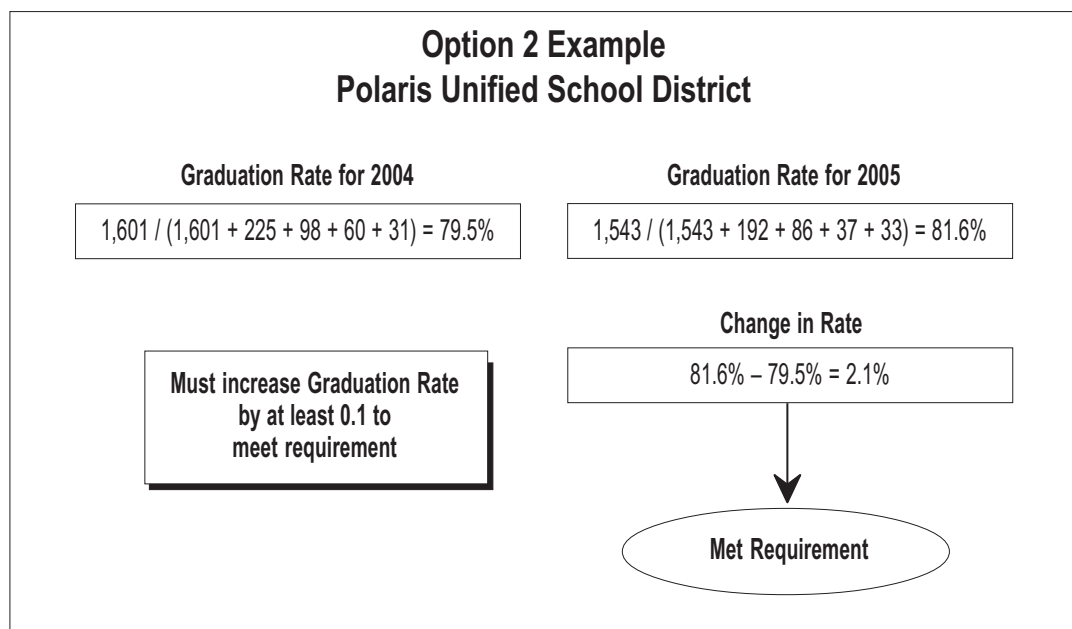 Option 2 Example
Polaris Unified School District
Graduation Rate for 2004
1,601 / (1,601 + 225 + 98 + 60 + 31) = 79.5%
Graduation Rate for 2005
1,543 / (1,543 + 192 + 86 + 37 + 33) = 81.6%
Must increase Graduation Rate
by at least 0.1 to
meet requirement
Change in Rate
81.6% – 79.5% = 2.1%
Met Requirement